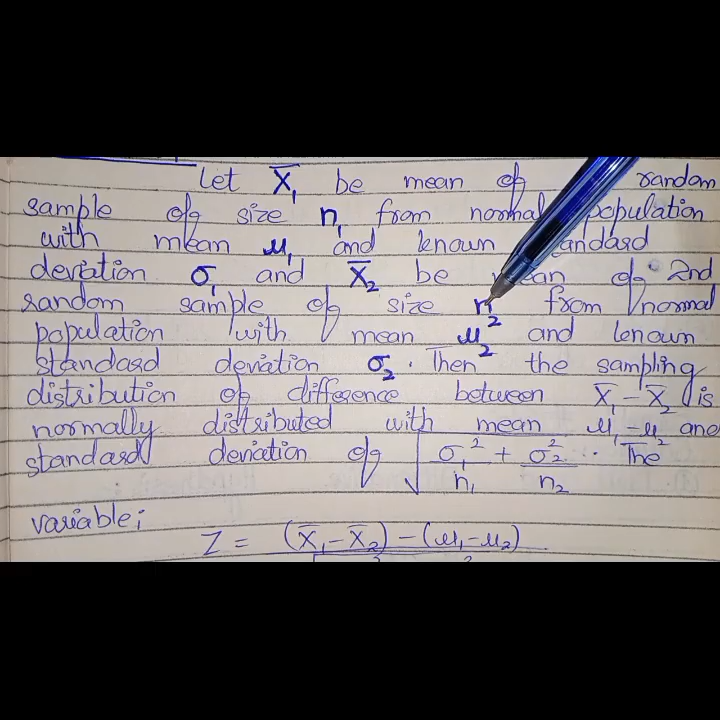 Let X̄₁ be mean of random
sample of size n₁ from normal population
with mean μ₁ and known andard
deviation σ₁ and X̄₂ be mean of 2nd
random sample of size n₂ from normal
population with mean μ₂ and known
standard deviation σ₂. Then the sampling
distribution of difference between X̄₁-X̄₂ is
normally distributed with mean μ₁-μ₂ and
standard deviation of √(σ₁²/n₁ + σ₂²/n₂). The
variable;
Z = (X̄₁-X̄₂)-(μ₁-μ₂)